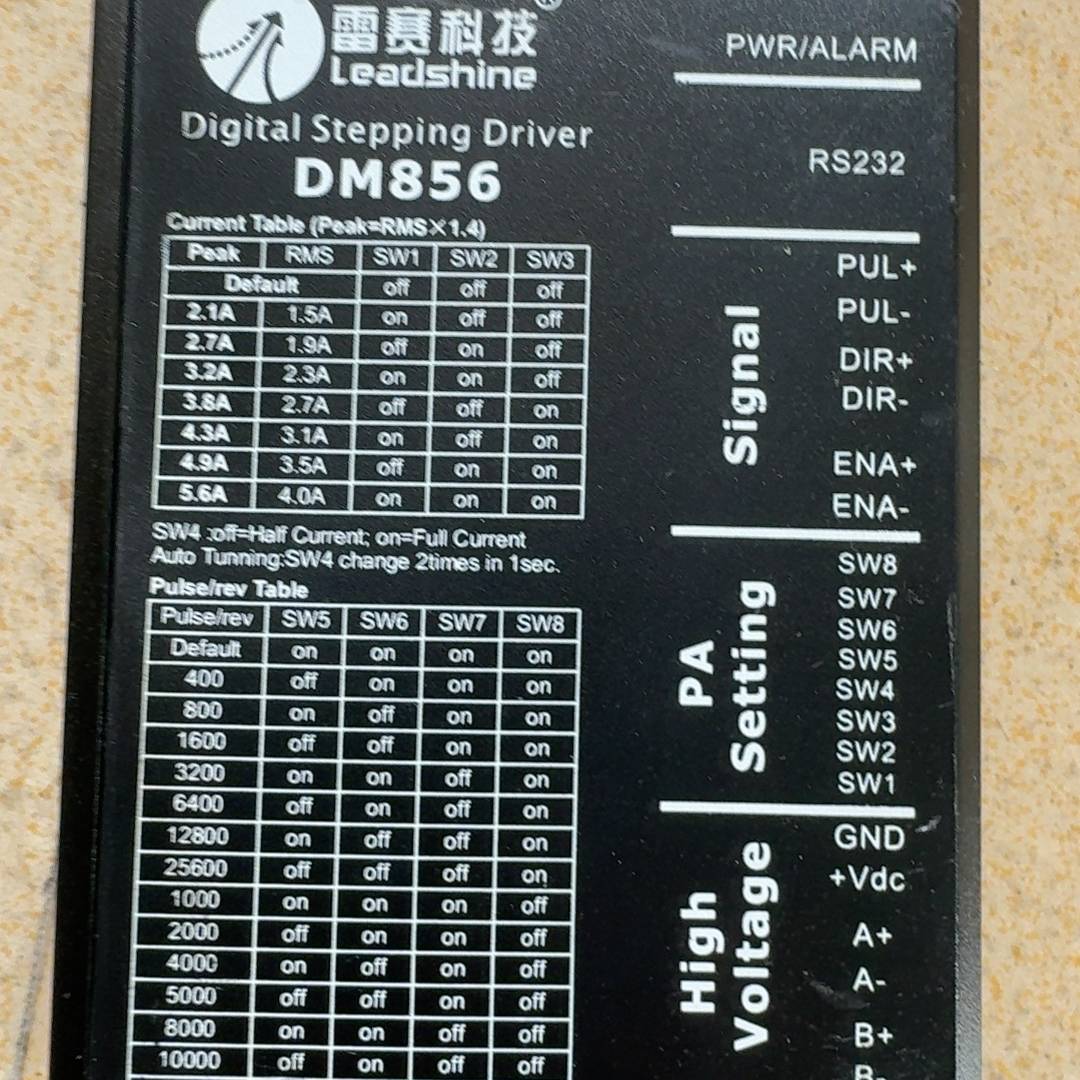 雷赛科技®
Leadshine
Digital Stepping Driver
DM856
Current Table (Peak=RMS×1.4)
Peak RMS SW1 SW2 SW3
Default off off off
2.1A 1.5A on off off
2.7A 1.9A off on off
3.2A 2.3A on on off
3.8A 2.7A off off on
4.3A 3.1A on off on
4.9A 3.5A off on on
5.6A 4.0A on on on
SW4 :off=Half Current; on=Full Current
Auto Tunning:SW4 change 2times in 1sec.
Pulse/rev Table
Pulse/rev SW5 SW6 SW7 SW8
Default on on on on
400 off on on on
800 on off on on
1600 off off on on
3200 on on off on
6400 off on off on
12800 on off off on
25600 off off off on
1000 on on on off
2000 off on on off
4000 on off on off
5000 off off on off
8000 on on off off
10000 off on off off
PWR/ALARM
RS232
Signal
PUL+
PUL-
DIR+
DIR-
ENA+
ENA-
PA
Setting
SW8
SW7
SW6
SW5
SW4
SW3
SW2
SW1
High
Voltage
GND
+Vdc
A+
A-
B+
B-